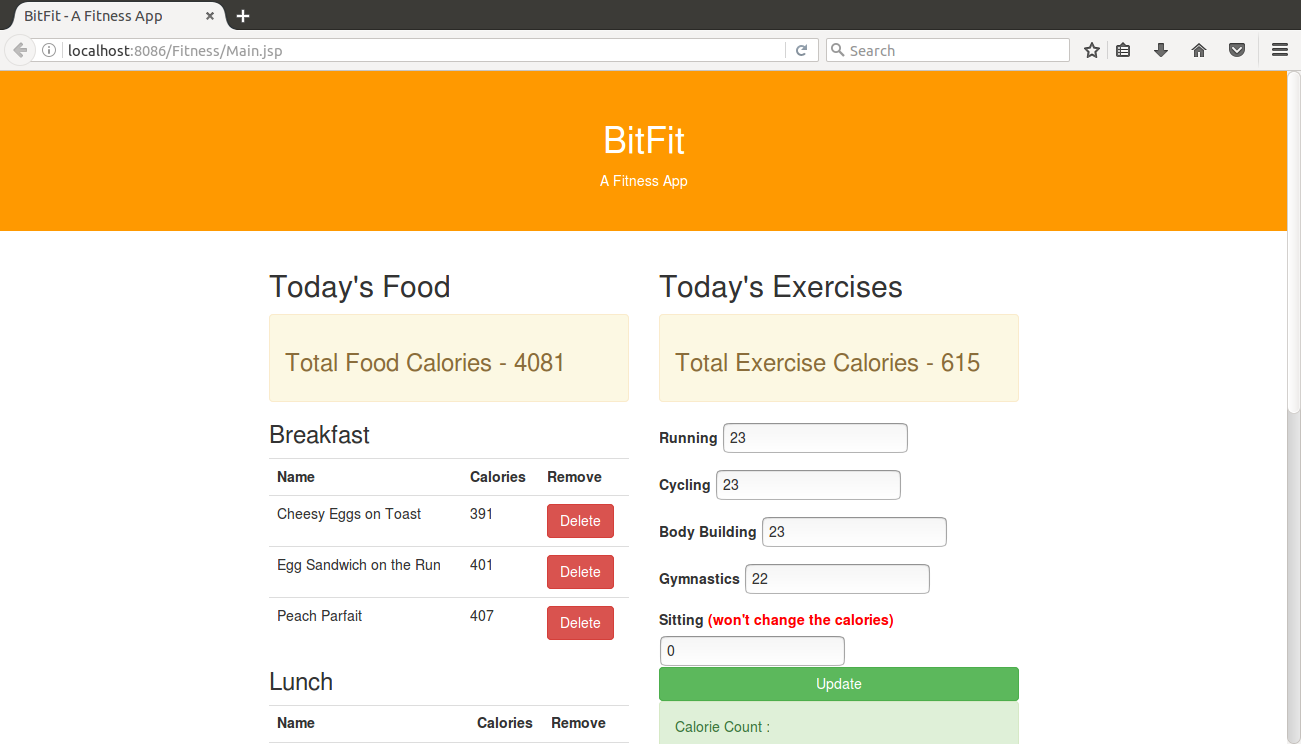 BitFit - A Fitness App
localhost:8086/Fitness/Main.jsp
Search
BitFit
A Fitness App
Today's Food
Total Food Calories - 4081
Breakfast
Name Calories Remove
Cheesy Eggs on Toast 391 Delete
Egg Sandwich on the Run 401 Delete
Peach Parfait 407 Delete
Lunch
Name Calories Remove
Today's Exercises
Total Exercise Calories - 615
Running 23
Cycling 23
Body Building 23
Gymnastics 22
Sitting (won't change the calories)
0
Update
Calorie Count :